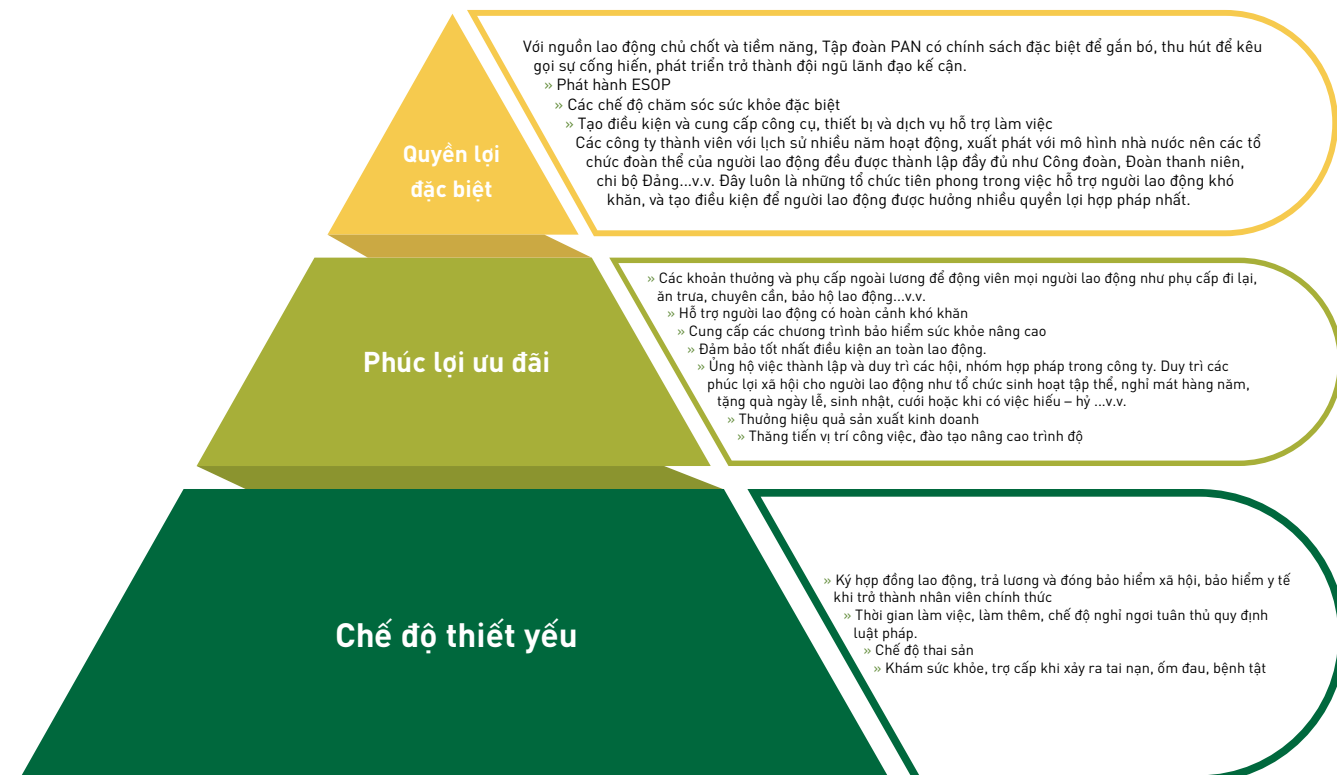 Quyền lợi
đặc biệt
Với nguồn lao động chủ chốt và tiềm năng, Tập đoàn PAN có chính sách đặc biệt để gắn bó, thu hút để kêu
gọi sự cống hiến, phát triển trở thành đội ngũ lãnh đạo kế cận.
» Phát hành ESOP
» Các chế độ chăm sóc sức khỏe đặc biệt
» Tạo điều kiện và cung cấp công cụ, thiết bị và dịch vụ hỗ trợ làm việc
Các công ty thành viên với lịch sử nhiều năm hoạt động, xuất phát với mô hình nhà nước nên các tổ
chức đoàn thể của người lao động đều được thành lập đầy đủ như Công đoàn, Đoàn thanh niên,
chi bộ Đảng...v.v. Đây luôn là những tổ chức tiên phong trong việc hỗ trợ người lao động khó
khăn, và tạo điều kiện để người lao động được hưởng nhiều quyền lợi hợp pháp nhất.
Phúc lợi ưu đãi
» Các khoản thưởng và phụ cấp ngoài lương để động viên mọi người lao động như phụ cấp đi lại,
ăn trưa, chuyên cần, bảo hộ lao động...v.v.
» Hỗ trợ người lao động có hoàn cảnh khó khăn
» Cung cấp các chương trình bảo hiểm sức khỏe nâng cao
» Đảm bảo tốt nhất điều kiện an toàn lao động.
» Ủng hộ việc thành lập và duy trì các hội, nhóm hợp pháp trong công ty. Duy trì các
phúc lợi xã hội cho người lao động như tổ chức sinh hoạt tập thể, nghỉ mát hàng năm,
tặng quà ngày lễ, sinh nhật, cưới hoặc khi có việc hiếu – hỷ ...v.v.
» Thưởng hiệu quả sản xuất kinh doanh
» Thăng tiến vị trí công việc, đào tạo nâng cao trình độ
Chế độ thiết yếu
» Ký hợp đồng lao động, trả lương và đóng bảo hiểm xã hội, bảo hiểm y tế
khi trở thành nhân viên chính thức
» Thời gian làm việc, làm thêm, chế độ nghỉ ngơi tuân thủ quy định
luật pháp.
» Chế độ thai sản
» Khám sức khỏe, trợ cấp khi xảy ra tai nạn, ốm đau, bệnh tật